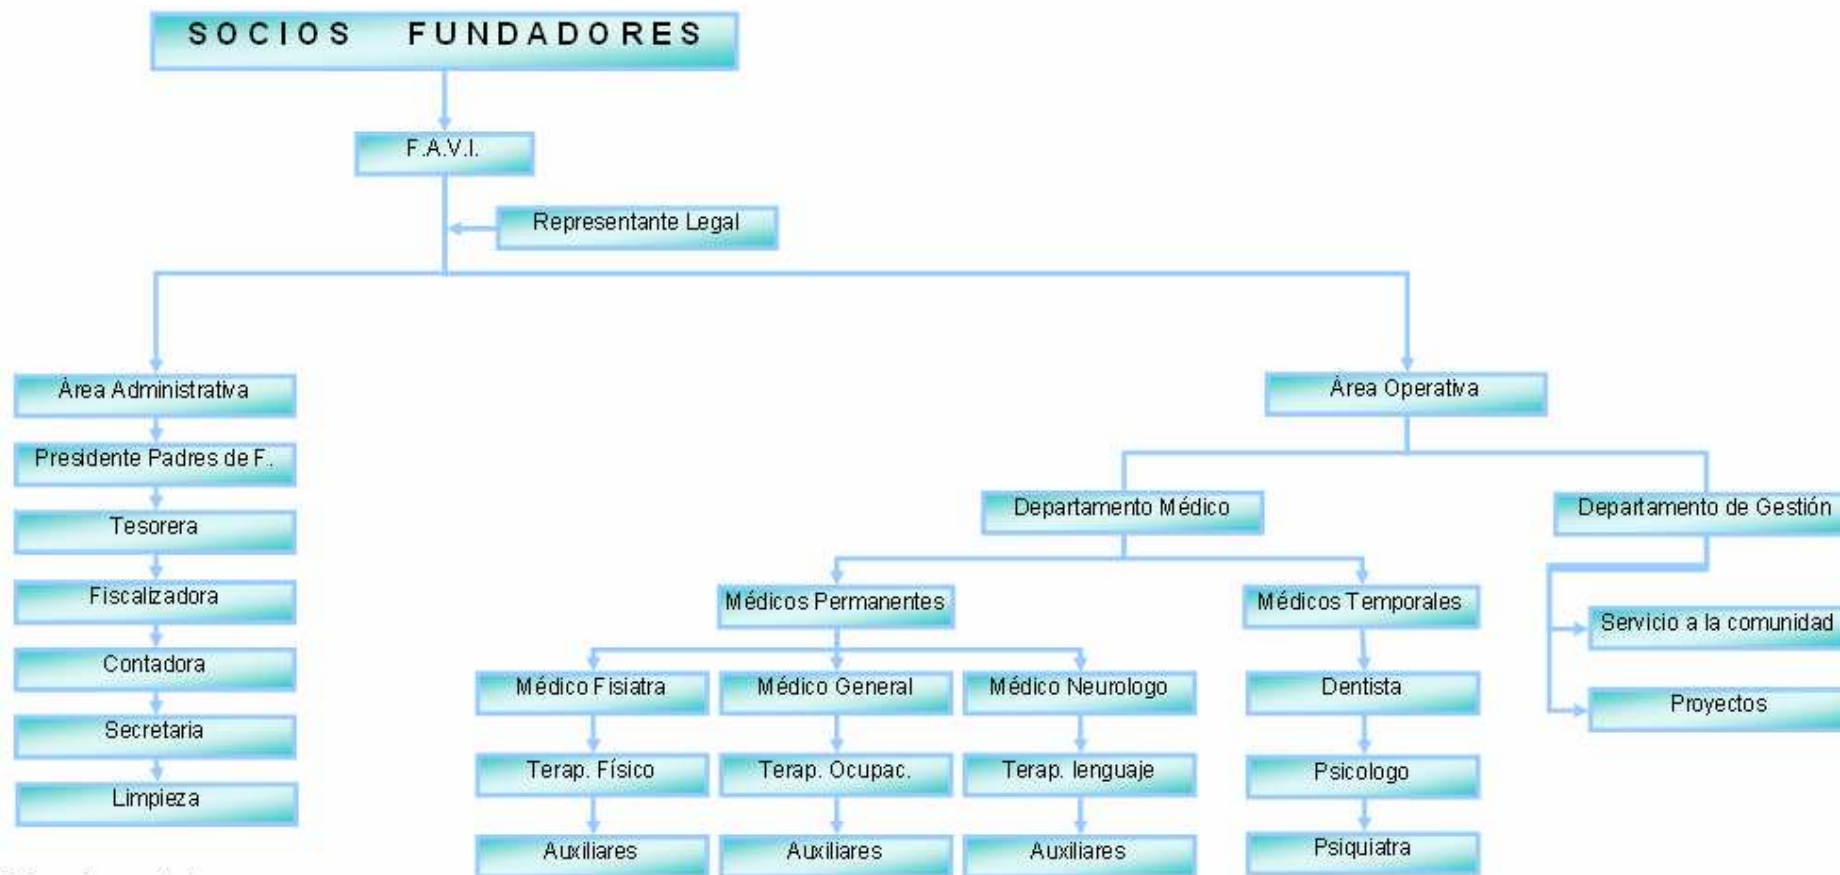 SOCIOS FUNDADORES
F.A.V.I.
Representante Legal
Área Administrativa
Presidente Padres de F..
Tesorera
Fiscalizadora
Contadora
Secretaria
Limpieza
Área Operativa
Departamento Médico
Departamento de Gestión
Médicos Permanentes
Médicos Temporales
Servicio a la comunidad
Proyectos
Médico Fisiatra
Médico General
Médico Neurologo
Dentista
Terap. Físico
Terap. Ocupac.
Terap. lenguaje
Psicologo
Auxiliares
Auxiliares
Auxiliares
Psiquiatra